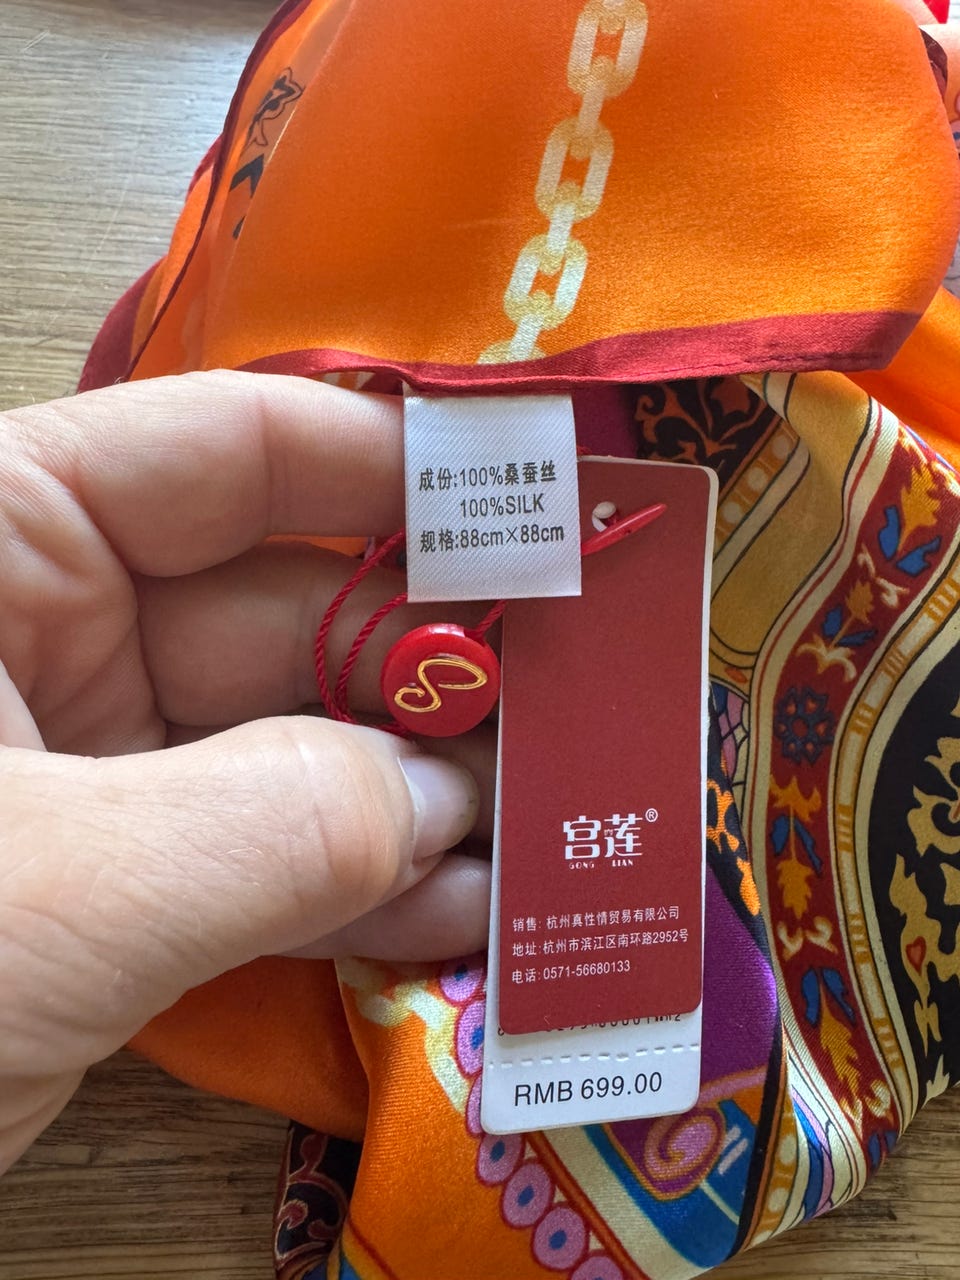 成份:100%桑蚕丝
100%SILK
规格:88cm×88cm
宫莲®
GONG LIAN
销售: 杭州真性情贸易有限公司
地址:杭州市滨江区南环路2952号
电话:0571-56680133
RMB 699.00